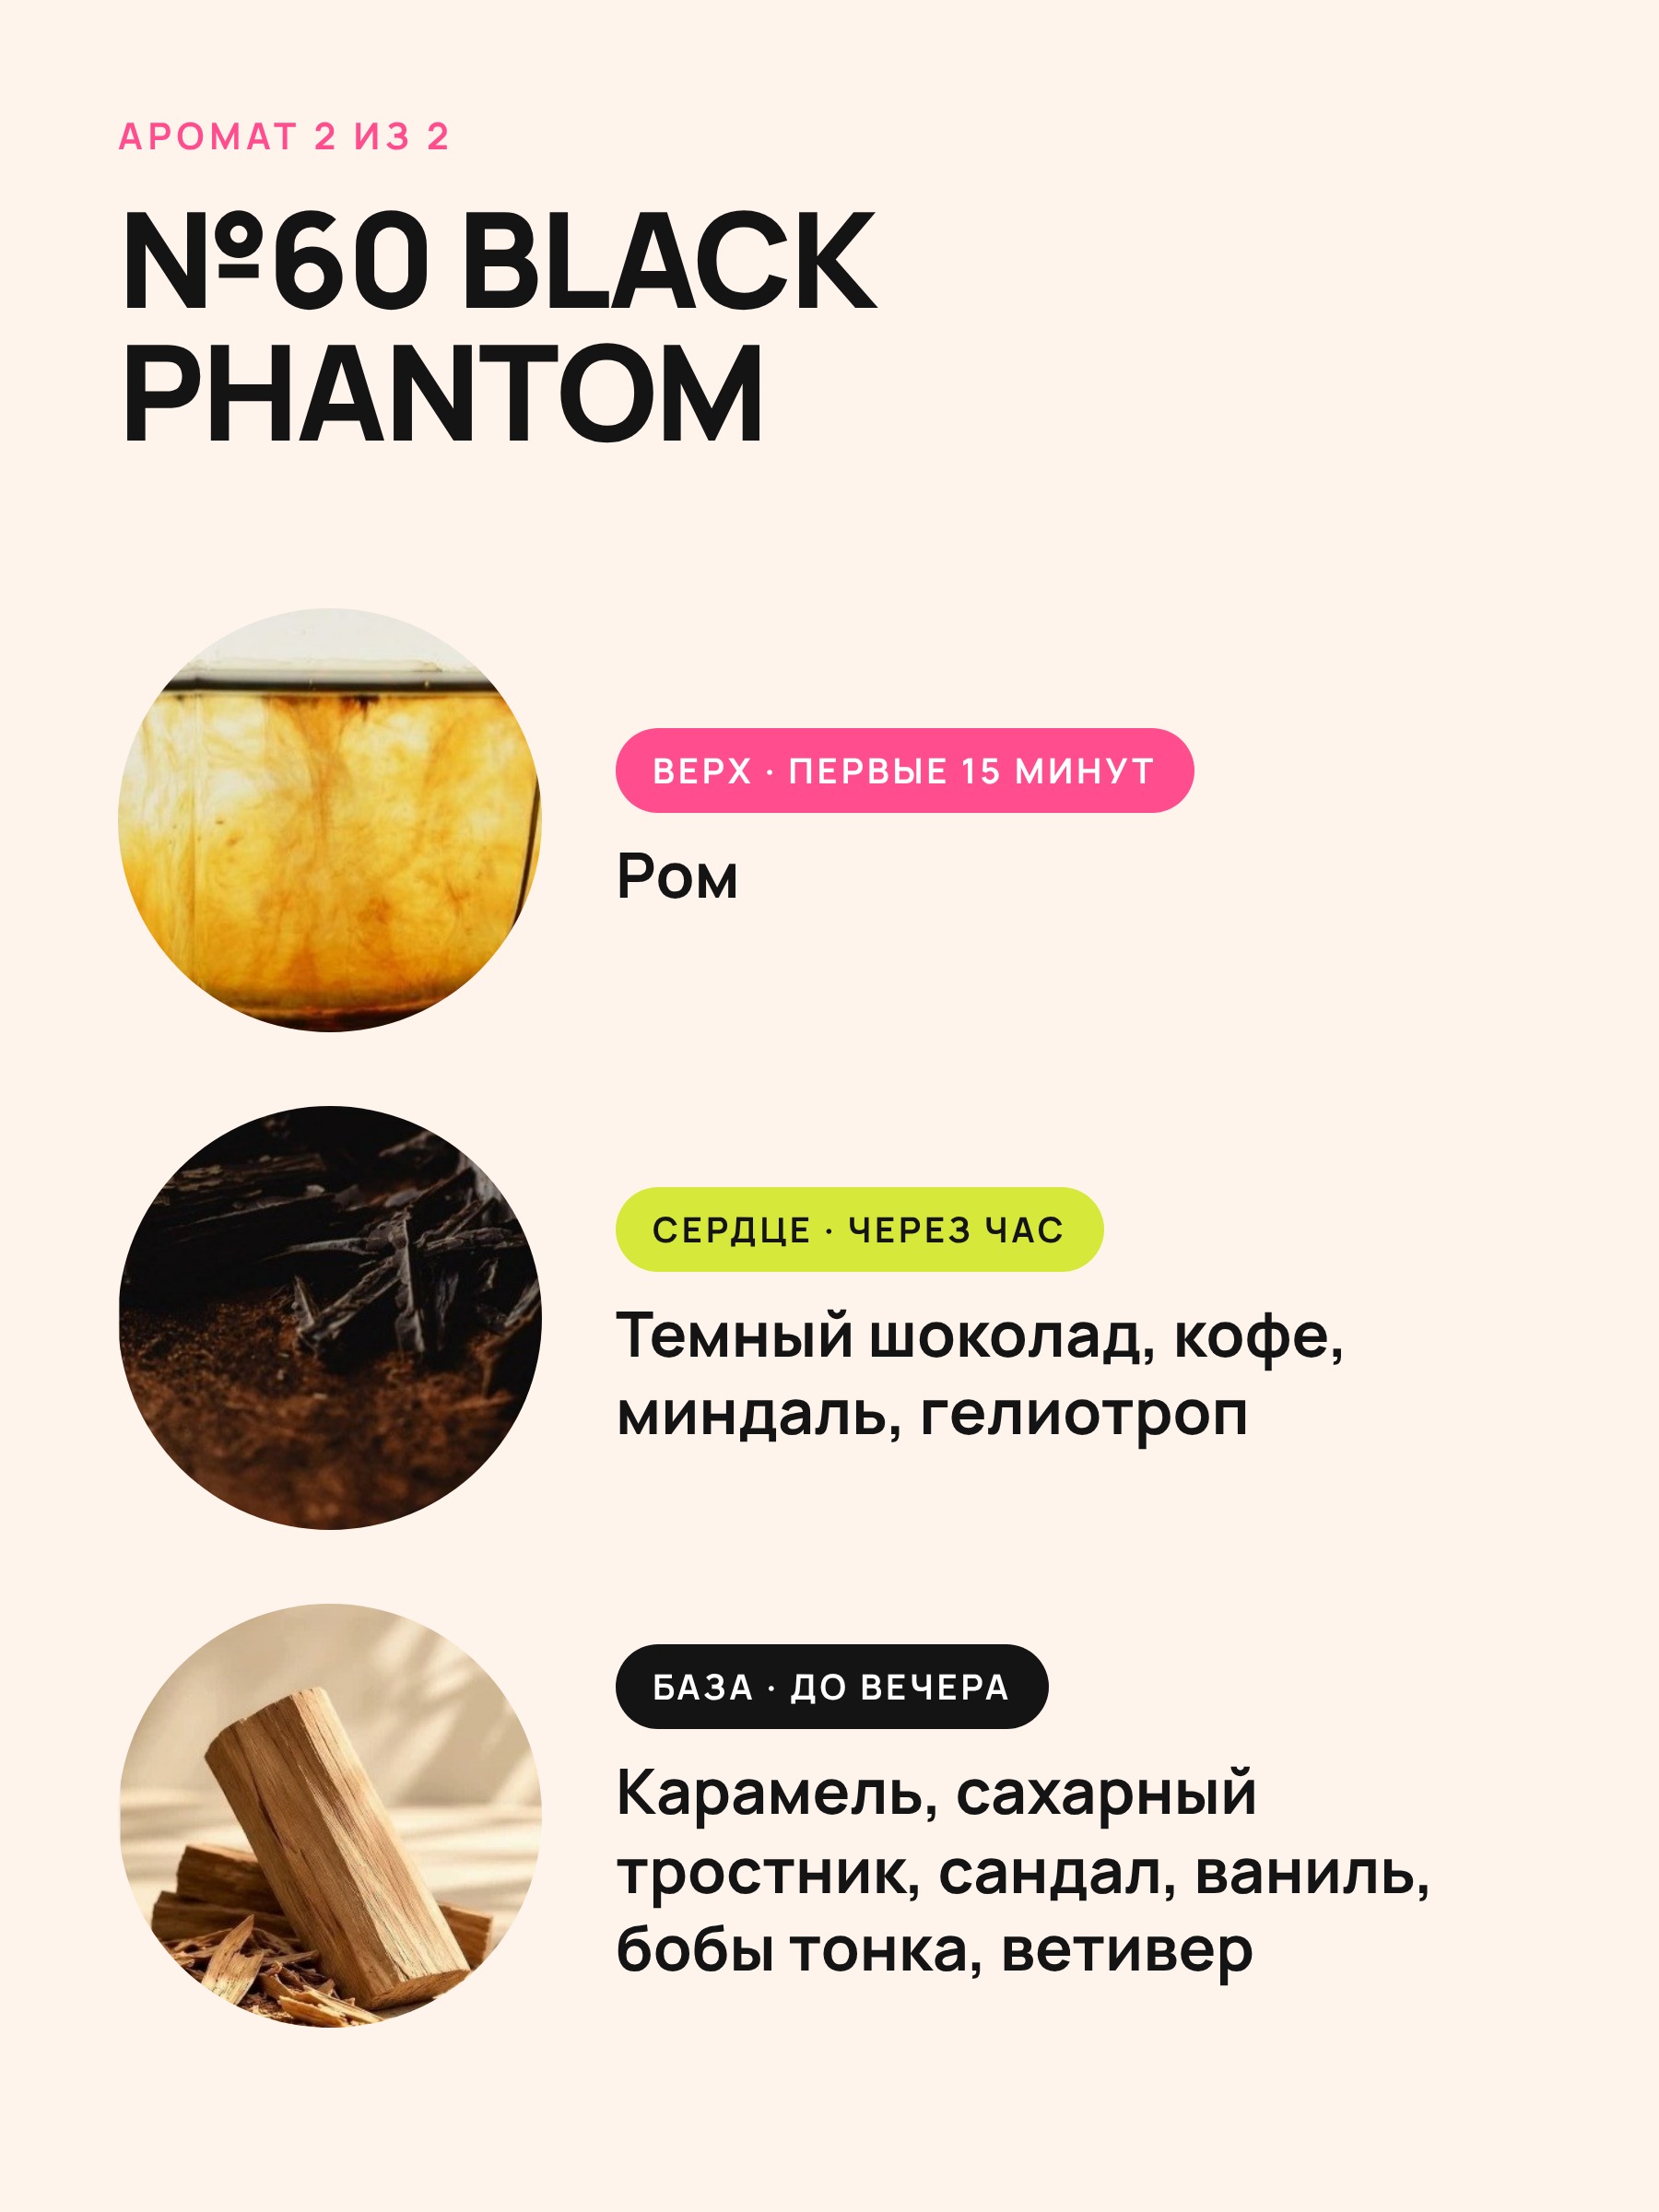 АРОМАТ 2 ИЗ 2
№60 BLACK
PHANTOM
ВЕРХ · ПЕРВЫЕ 15 МИНУТ
Ром
СЕРДЦЕ · ЧЕРЕЗ ЧАС
Темный шоколад, кофе,
миндаль, гелиотроп
БАЗА · ДО ВЕЧЕРА
Карамель, сахарный
тростник, сандал, ваниль,
бобы тонка, ветивер